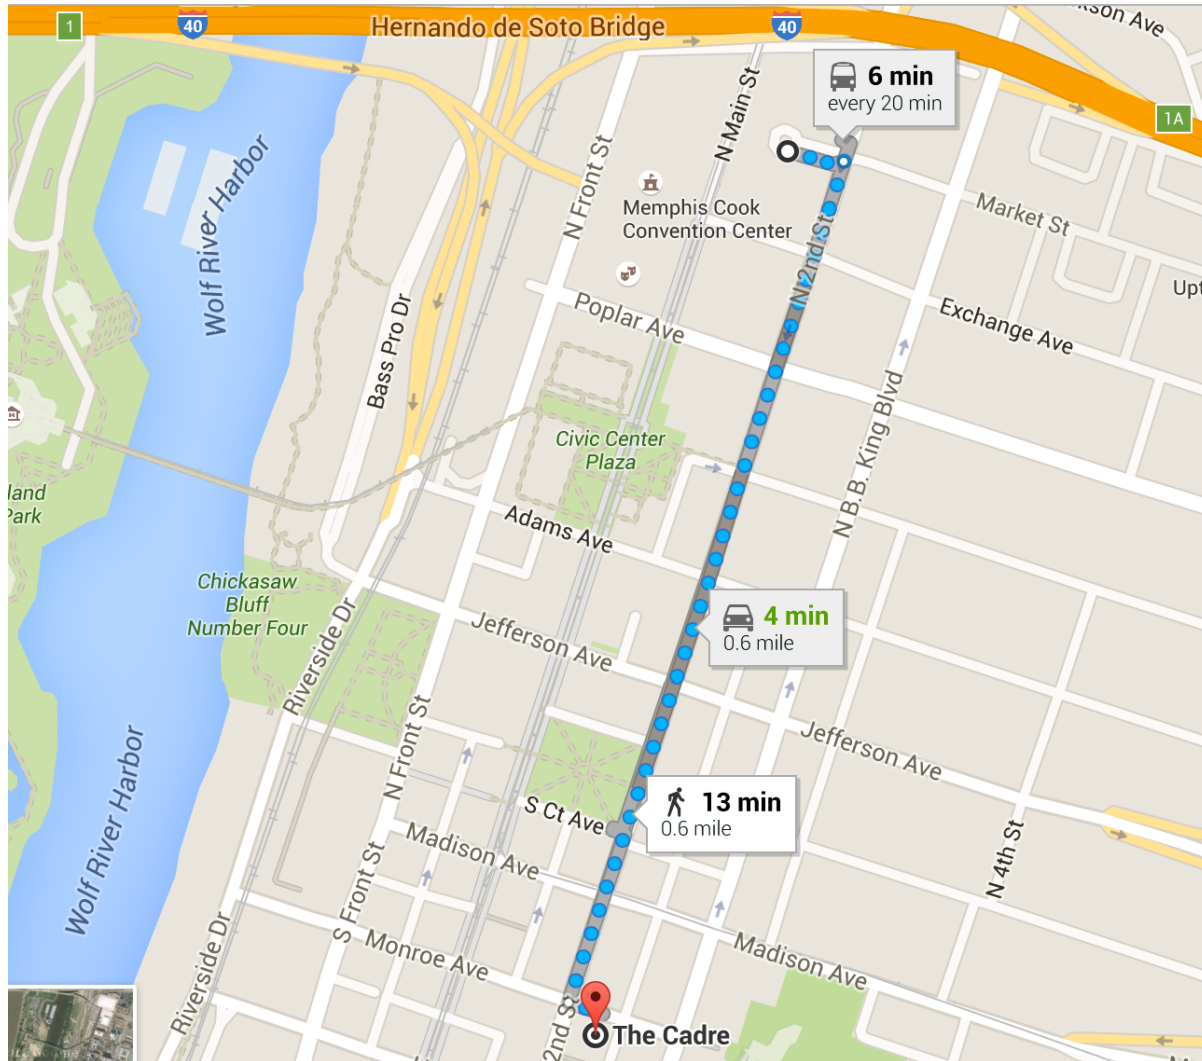 1
40
Hernando de Soto Bridge
40
kson Ave
6 min
every 20 min
1A
N Main St
N Front St
Wolf River Harbor
Memphis Cook
Convention Center
Market St
N 2nd St
Upt
Poplar Ave
Exchange Ave
Bass Pro Dr
N B.B. King Blvd
Civic Center
Plaza
land
Park
Adams Ave
Chickasaw
Bluff
Number Four
4 min
0.6 mile
Jefferson Ave
Riverside Dr
N Front St
Jefferson Ave
13 min
0.6 mile
S Ct Ave
Wolf River Harbor
Madison Ave
N 4th St
S Front St
Monroe Ave
Madison Ave
Riverside Dr
2nd St
The Cadre